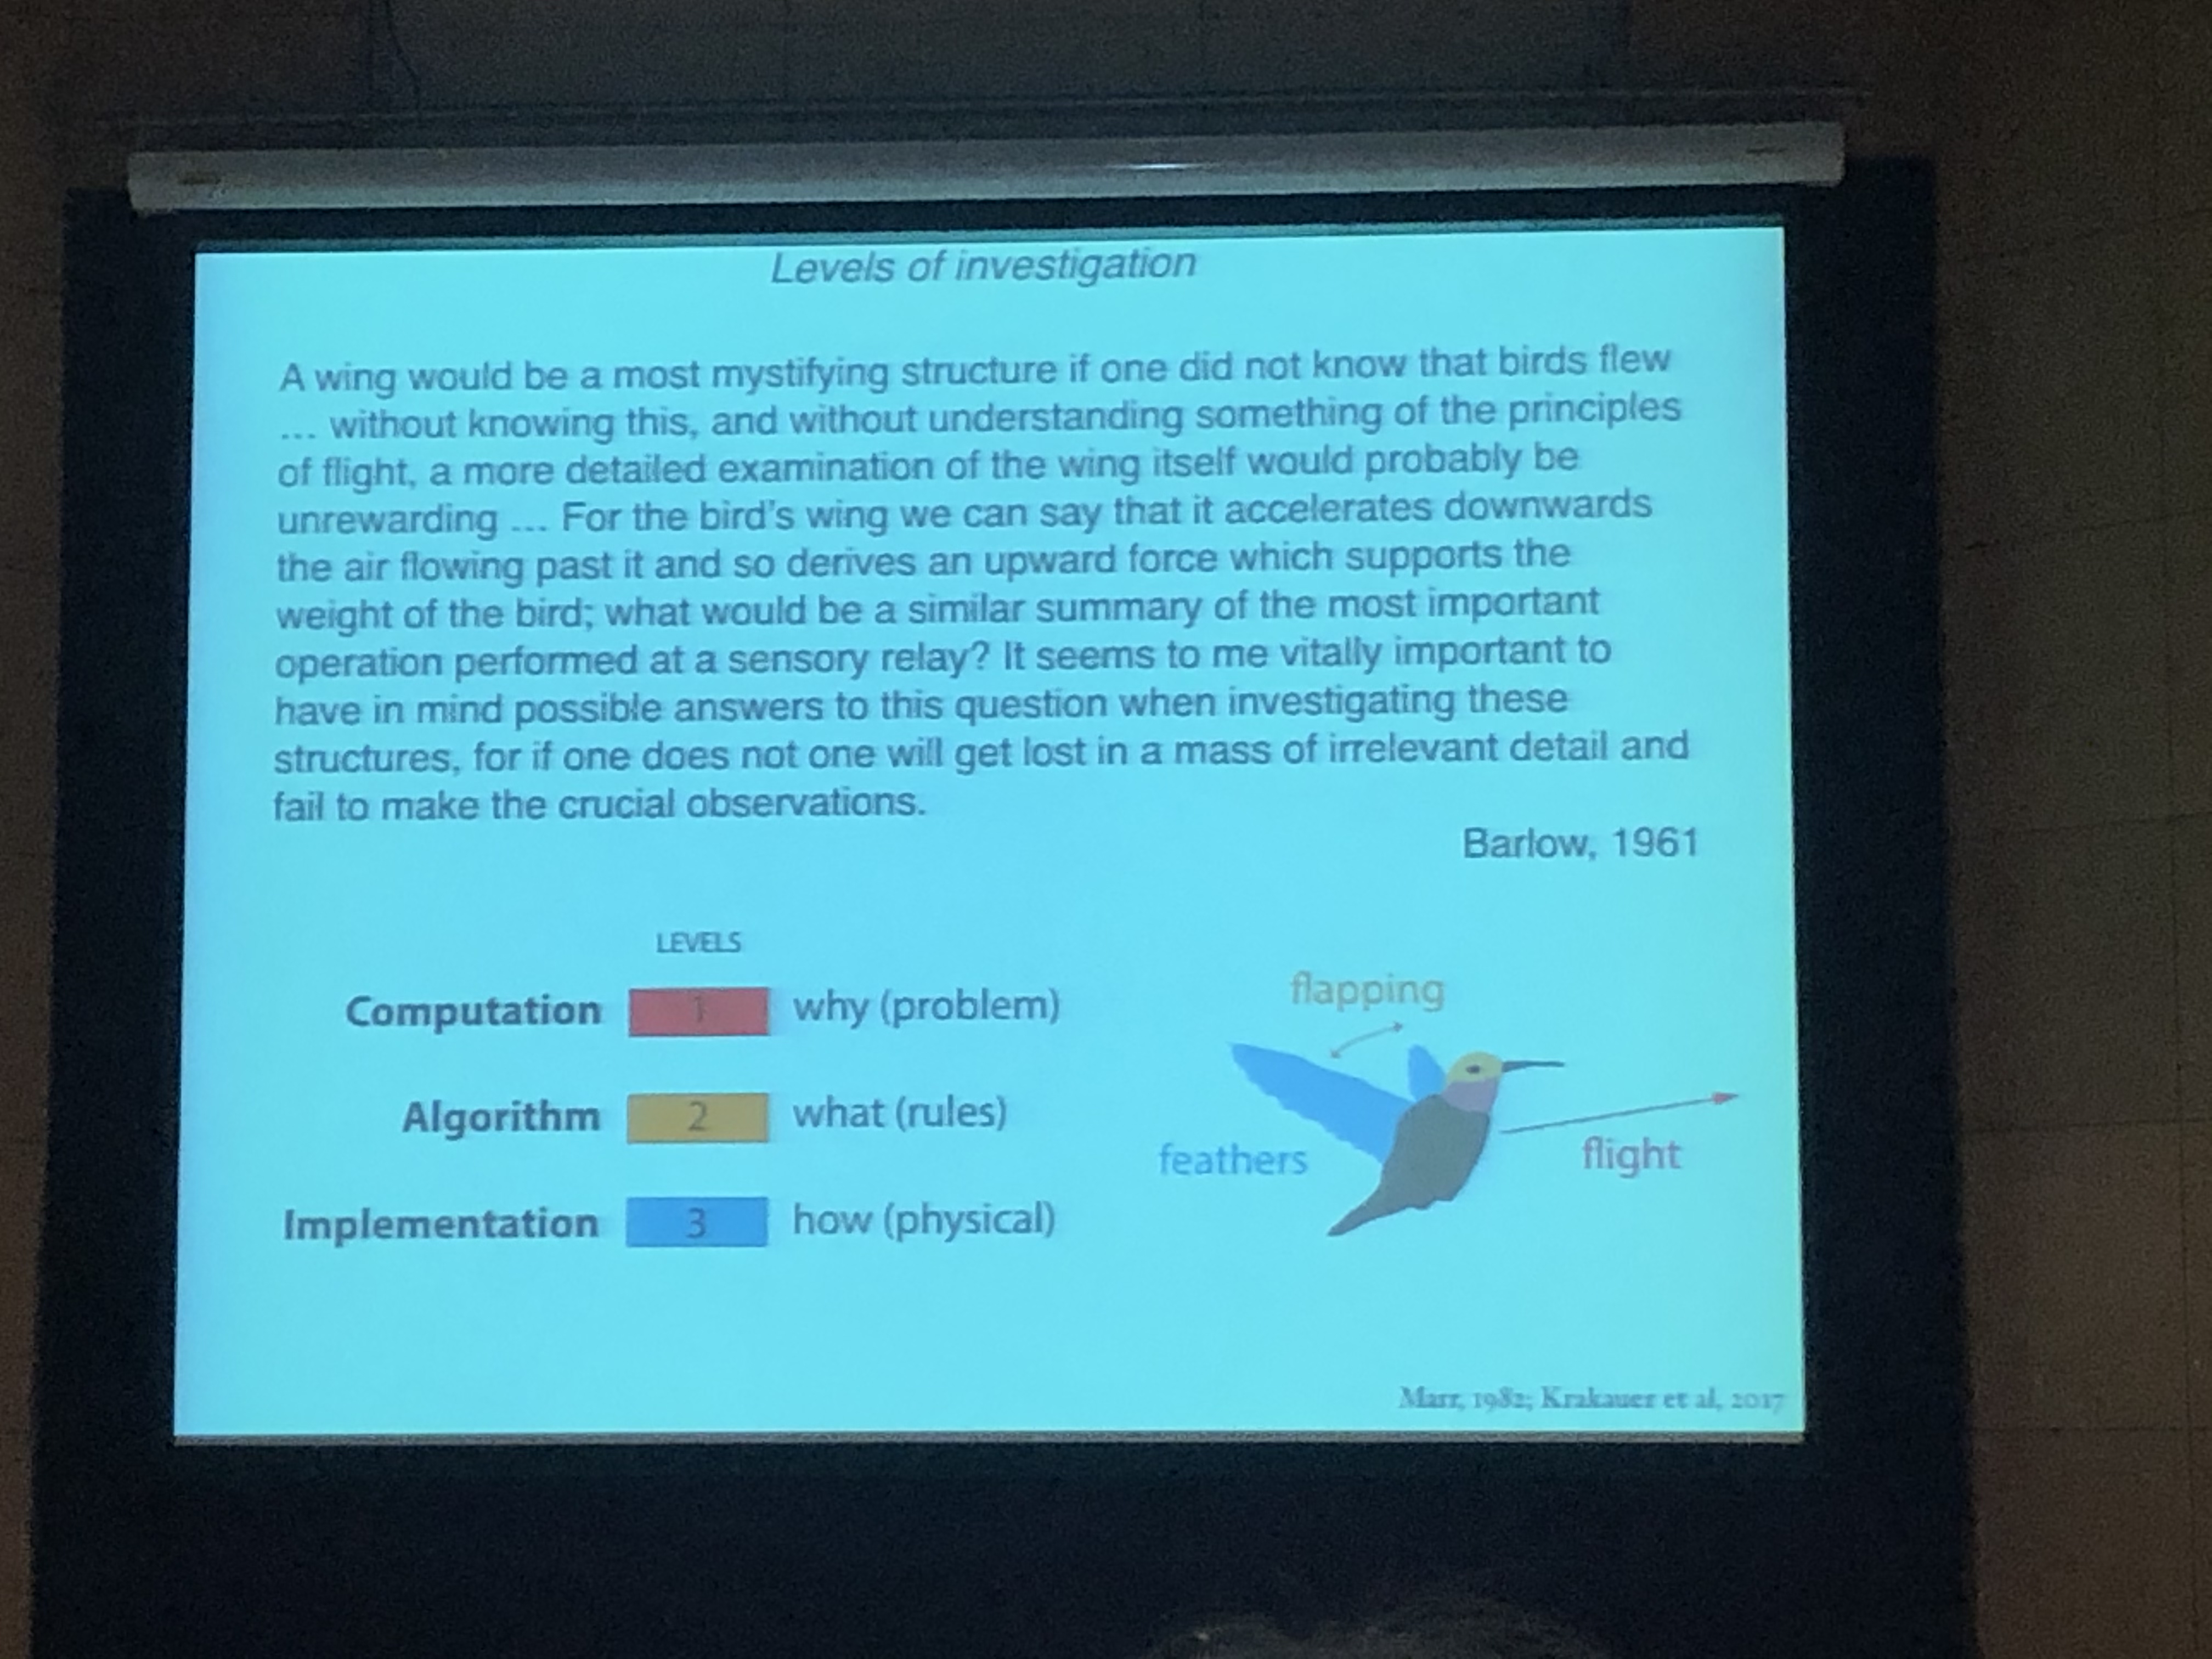 Levels of investigation
A wing would be a most mystifying structure if one did not know that birds flew
... without knowing this, and without understanding something of the principles
of flight, a more detailed examination of the wing itself would probably be
unrewarding ... For the bird's wing we can say that it accelerates downwards
the air flowing past it and so derives an upward force which supports the
weight of the bird; what would be a similar summary of the most important
operation performed at a sensory relay? It seems to me vitally important to
have in mind possible answers to this question when investigating these
structures, for if one does not one will get lost in a mass of irrelevant detail and
fail to make the crucial observations.
Barlow, 1961
LEVELS
Computation 1 why (problem)
Algorithm 2 what (rules)
Implementation 3 how (physical)
flapping
feathers
flight
Marr, 1982; Krakauer et al, 2017